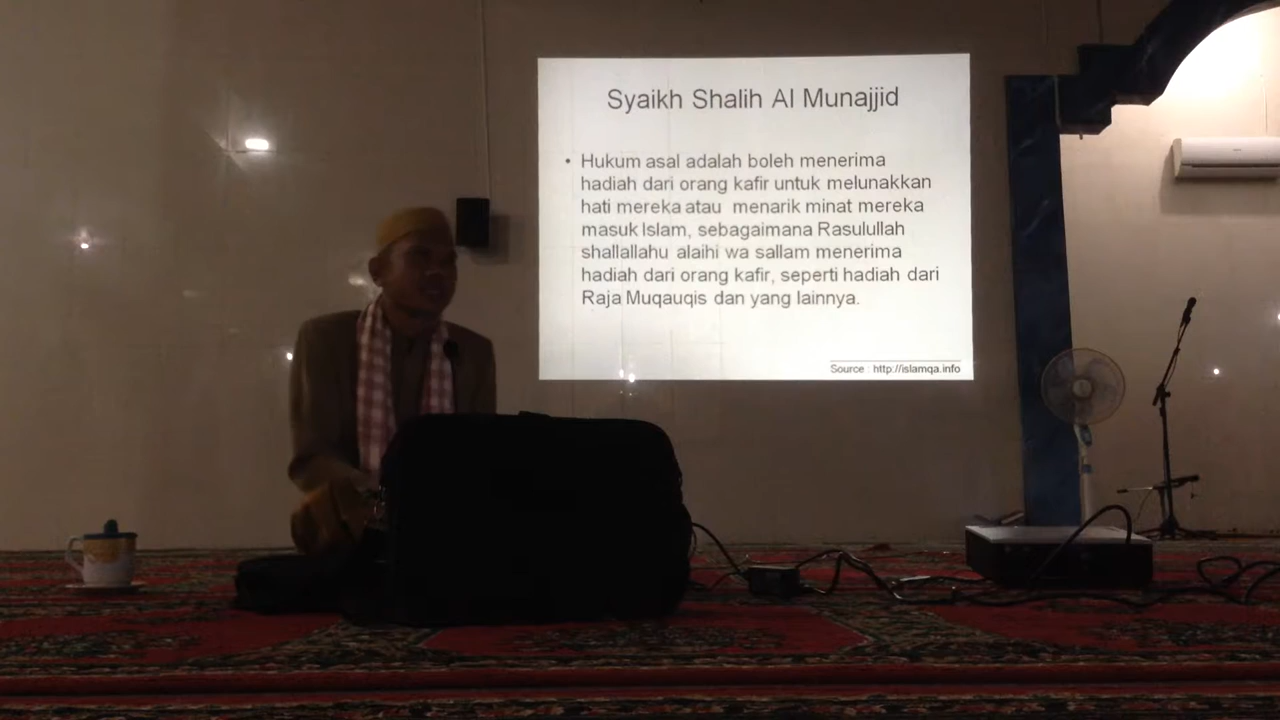 Syaikh Shalih Al Munajjid
• Hukum asal adalah boleh menerima
hadiah dari orang kafir untuk melunakkan
hati mereka atau menarik minat mereka
masuk Islam, sebagaimana Rasulullah
shallallahu alaihi wa sallam menerima
hadiah dari orang kafir, seperti hadiah dari
Raja Muqauqis dan yang lainnya.
Source : http://islamqa.info